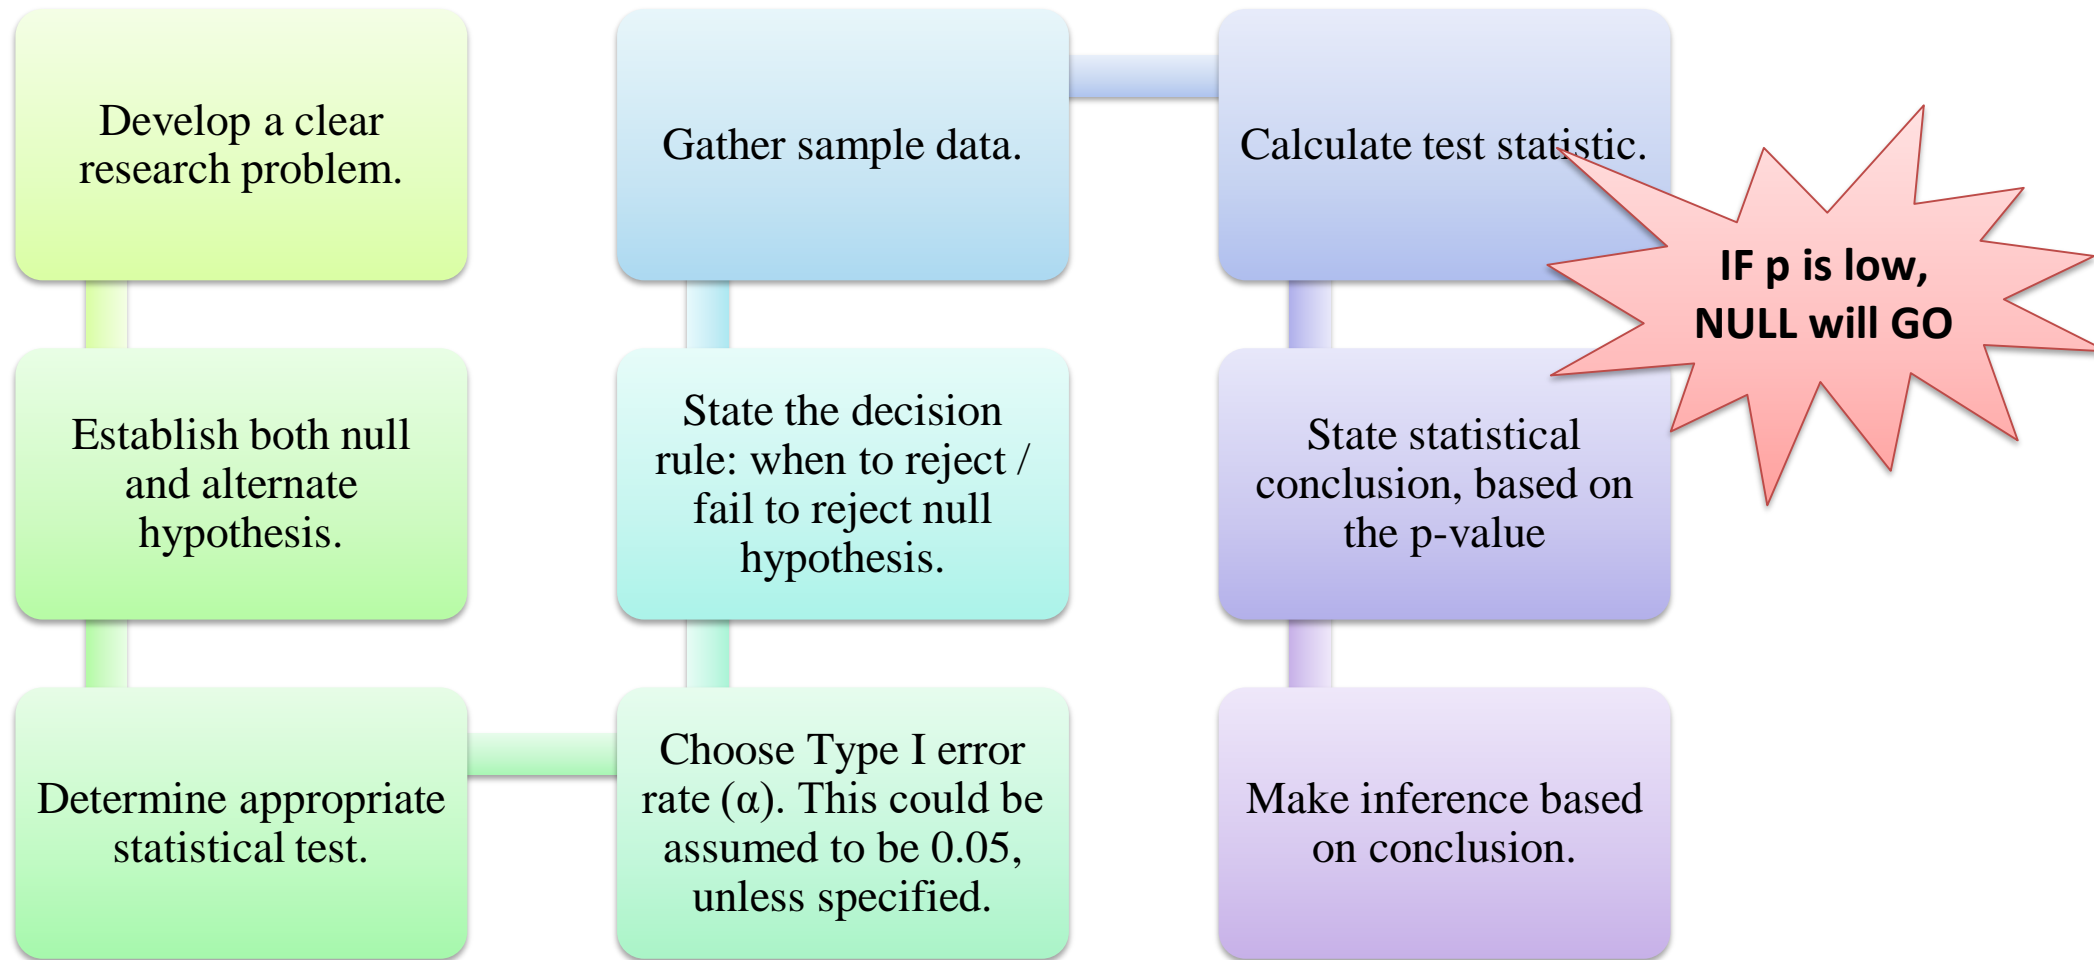 Develop a clear
research problem.
Establish both null
and alternate
hypothesis.
Determine appropriate
statistical test.
Choose Type I error
rate (α). This could be
assumed to be 0.05,
unless specified.
State the decision
rule: when to reject /
fail to reject null
hypothesis.
Gather sample data.
Calculate test statistic.
IF p is low,
NULL will GO
State statistical
conclusion, based on
the p-value
Make inference based
on conclusion.